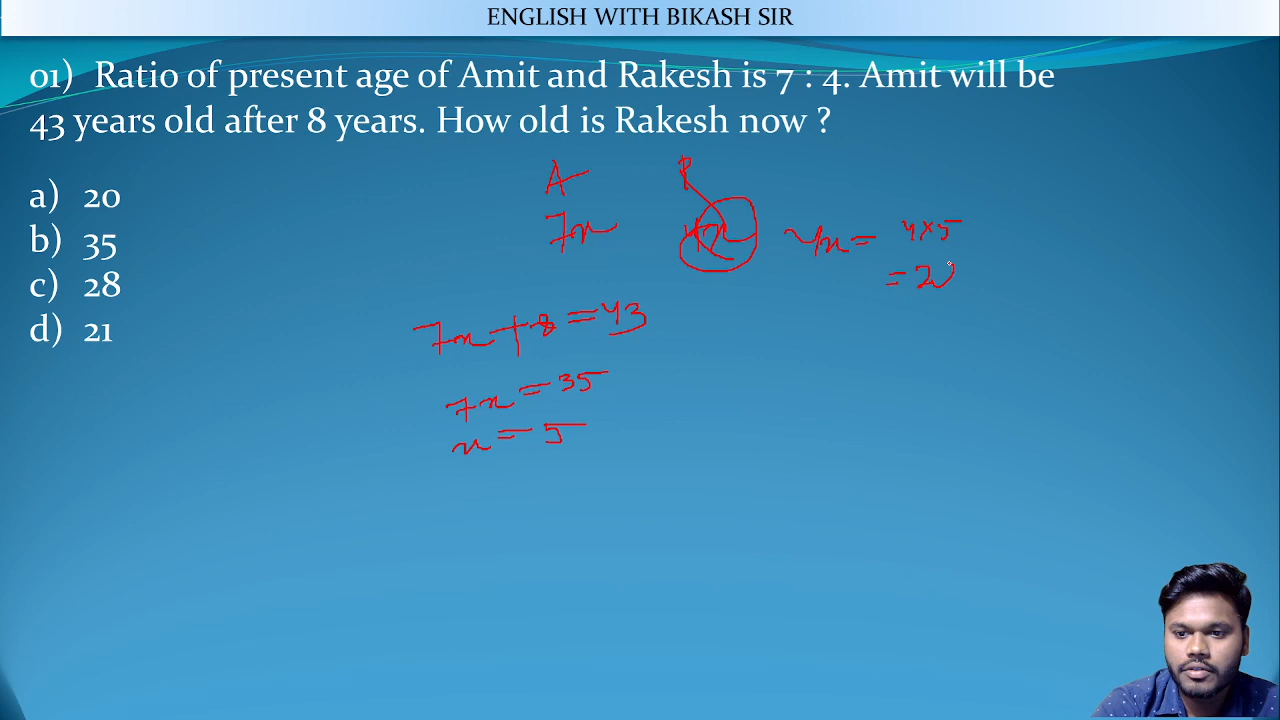 ENGLISH WITH BIKASH SIR
01) Ratio of present age of Amit and Rakesh is 7 : 4. Amit will be
43 years old after 8 years. How old is Rakesh now ?
a) 20
b) 35
c) 28
d) 21
A R
7x 4x 4x = 4×5
= 20
7x+8=43
7x=35
x=5